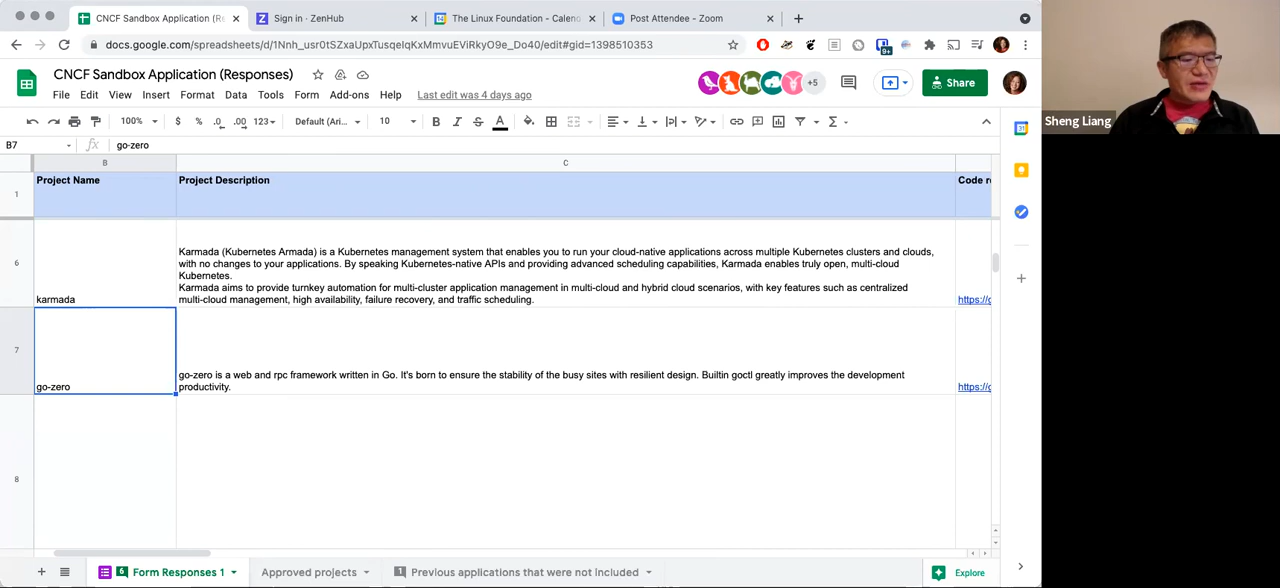 CNCF Sandbox Application (Re
Sign in · ZenHub
The Linux Foundation - Calend
Post Attendee - Zoom
docs.google.com/spreadsheets/d/1Nnh_usr0tSZxaUpxTusqeIqKxMmvuEViRkyO9e_Do40/edit#gid=1398510353
9+
CNCF Sandbox Application (Responses)
File Edit View Insert Format Data Tools Form Add-ons Help Last edit was 4 days ago
+5
Share
Sheng Liang
100% $ % .0 .00 123 Default (Ari... 10 B I S A
B7 fx go-zero
B C
1 Project Name Project Description Code r
6 karmada
Karmada (Kubernetes Armada) is a Kubernetes management system that enables you to run your cloud-native applications across multiple Kubernetes clusters and clouds,
with no changes to your applications. By speaking Kubernetes-native APIs and providing advanced scheduling capabilities, Karmada enables truly open, multi-cloud
Kubernetes.
Karmada aims to provide turnkey automation for multi-cluster application management in multi-cloud and hybrid cloud scenarios, with key features such as centralized
multi-cloud management, high availability, failure recovery, and traffic scheduling.
https://g
7 go-zero
go-zero is a web and rpc framework written in Go. It's born to ensure the stability of the busy sites with resilient design. Builtin goctl greatly improves the development
productivity.
https://g
8
6 Form Responses 1 Approved projects 1 Previous applications that were not included Explore